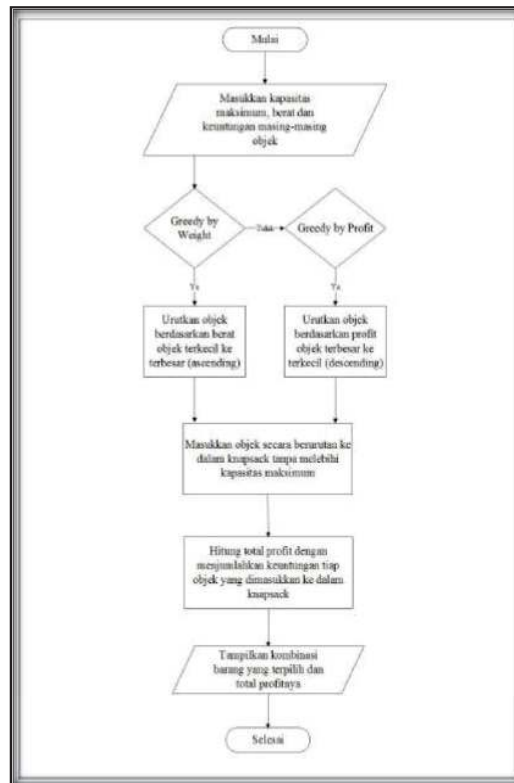 Mulai
Masukkan kapasitas
maksimum, berat dan
keuntungan masing-masing
objek
Greedy by
Weight
Tidak
Greedy by Profit
Ya
Ya
Urutkan objek
berdasarkan berat
objek terkecil ke
terbesar (ascending)
Urutkan objek
berdasarkan profit
objek terbesar ke
terkecil (descending)
Masukkan objek secara berurutan ke
dalam knapsack tanpa melebihi
kapasitas maksimum
Hitung total profit dengan
menjumlahkan keuntungan tiap
objek yang dimasukkan ke dalam
knapsack
Tampilkan kombinasi
barang yang terpilih dan
total profitnya
Selesai